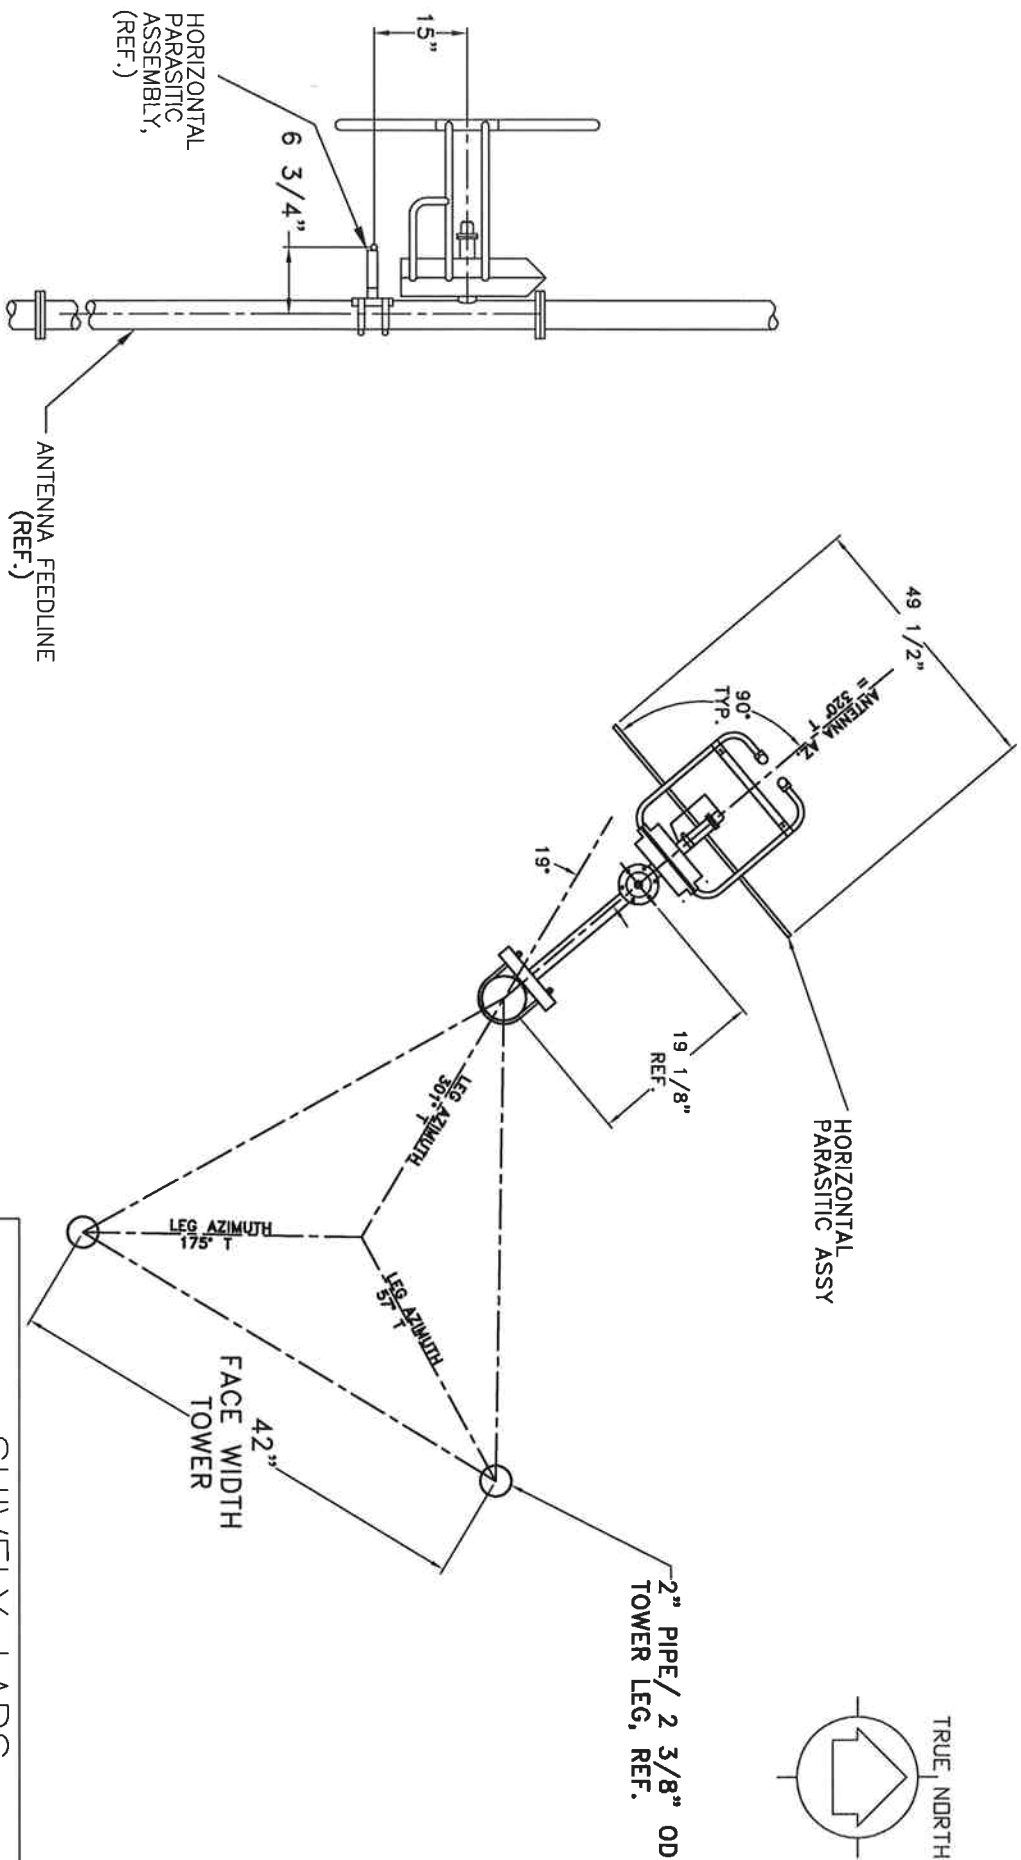 TRUE NORTH
49 1/2"
ANTENNA AZ.
= 320° T
90°
TYP.
HORIZONTAL
PARASITIC ASSY
19°
19 1/8"
REF.
2" PIPE/ 2 3/8" OD
TOWER LEG, REF.
LEG AZIMUTH
301° T
LEG AZIMUTH
57° T
LEG AZIMUTH
175° T
42"
FACE WIDTH
TOWER
15"
6 3/4"
HORIZONTAL
PARASITIC
ASSEMBLY,
(REF.)
ANTENNA FEEDLINE
(REF.)